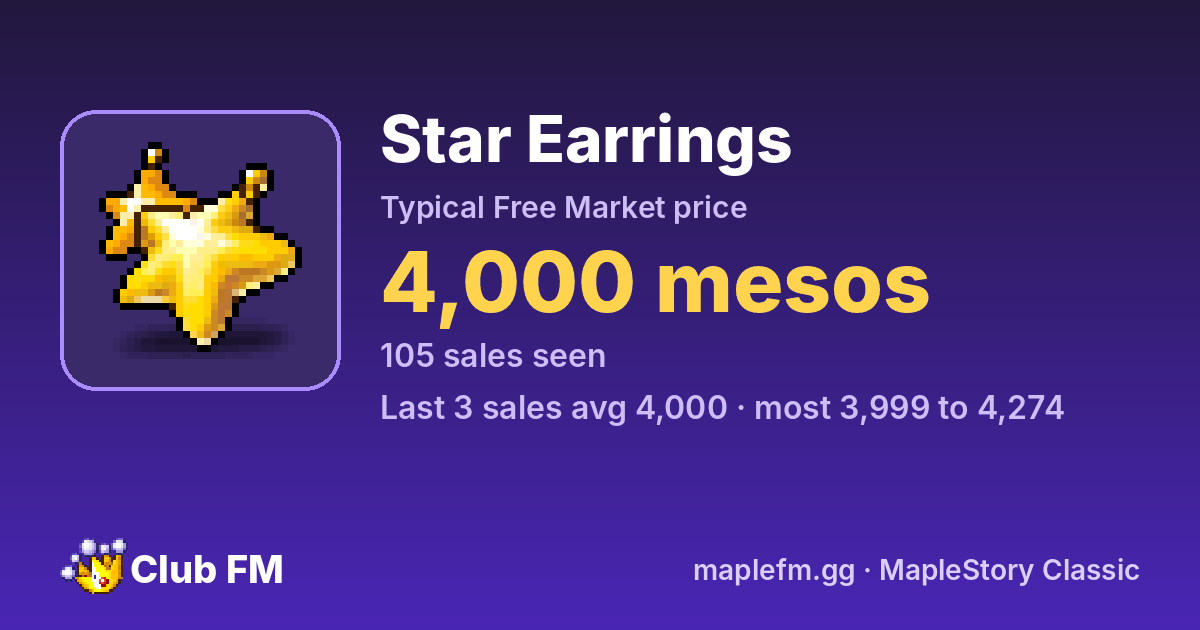 Star Earrings
Typical Free Market price
4,000 mesos
105 sales seen
Last 3 sales avg 4,000 · most 3,999 to 4,274
Club FM
maplefm.gg · MapleStory Classic